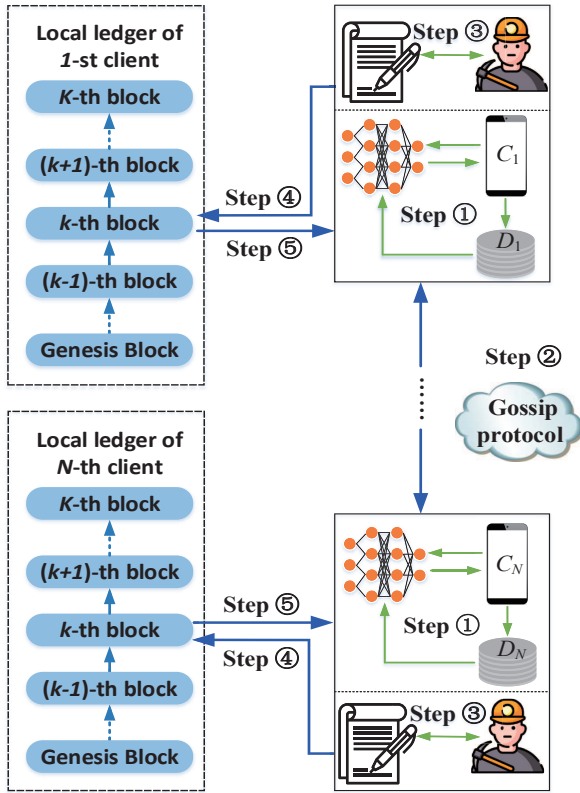 Local ledger of
1-st client
K-th block
(k+1)-th block
k-th block
(k-1)-th block
Genesis Block
Step ④
Step ⑤
Step ③
C₁
Step ①
D₁
Step ②
Gossip
protocol
......
Local ledger of
N-th client
K-th block
(k+1)-th block
k-th block
(k-1)-th block
Genesis Block
Step ⑤
Step ④
C_N
Step ①
D_N
Step ③